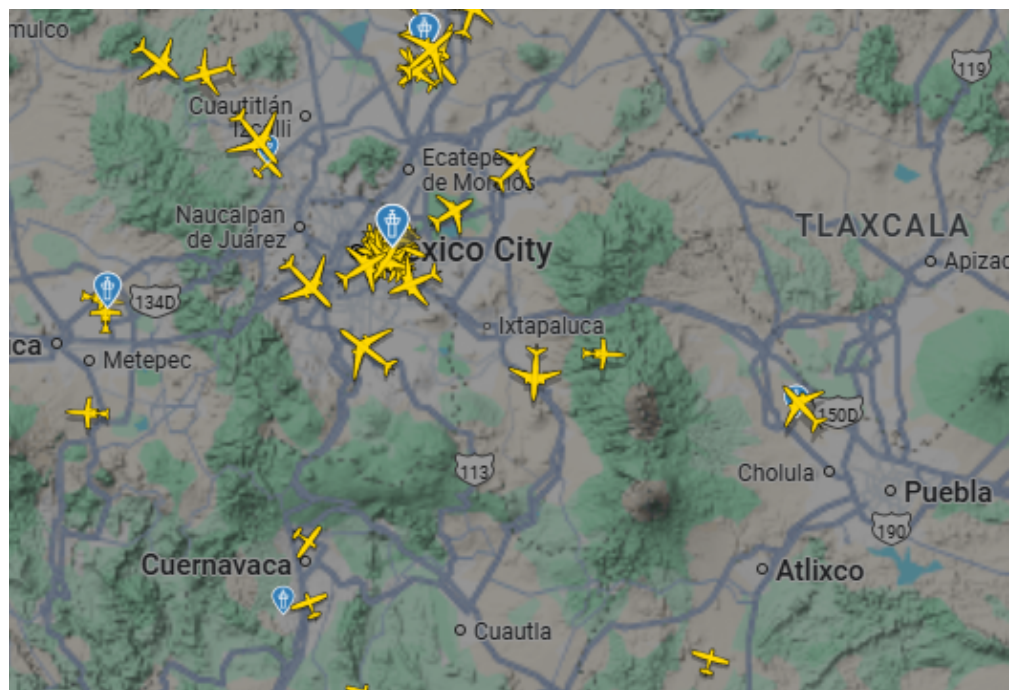 mulco
119
Cuautitlán
Ecatepec
de Morelos
Naucalpan
de Juárez
TLAXCALA
xico City
Apizac
134D
Ixtapaluca
ca
Metepec
150D
113
Cholula
Puebla
190
Cuernavaca
Atlixco
Cuautla